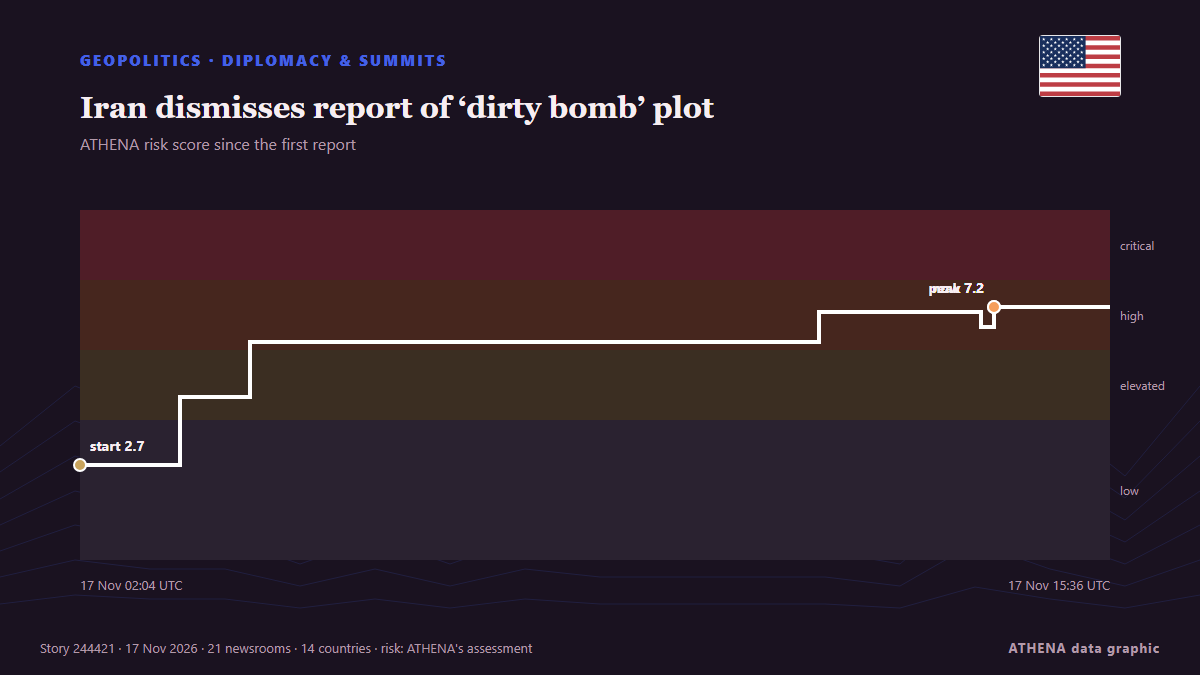 GEOPOLITICS · DIPLOMACY & SUMMITS
Iran dismisses report of ‘dirty bomb’ plot
ATHENA risk score since the first report
critical
peak 7.2
high
elevated
start 2.7
low
17 Nov 02:04 UTC
17 Nov 15:36 UTC
Story 244421 · 17 Nov 2026 · 21 newsrooms · 14 countries · risk: ATHENA's assessment
ATHENA data graphic